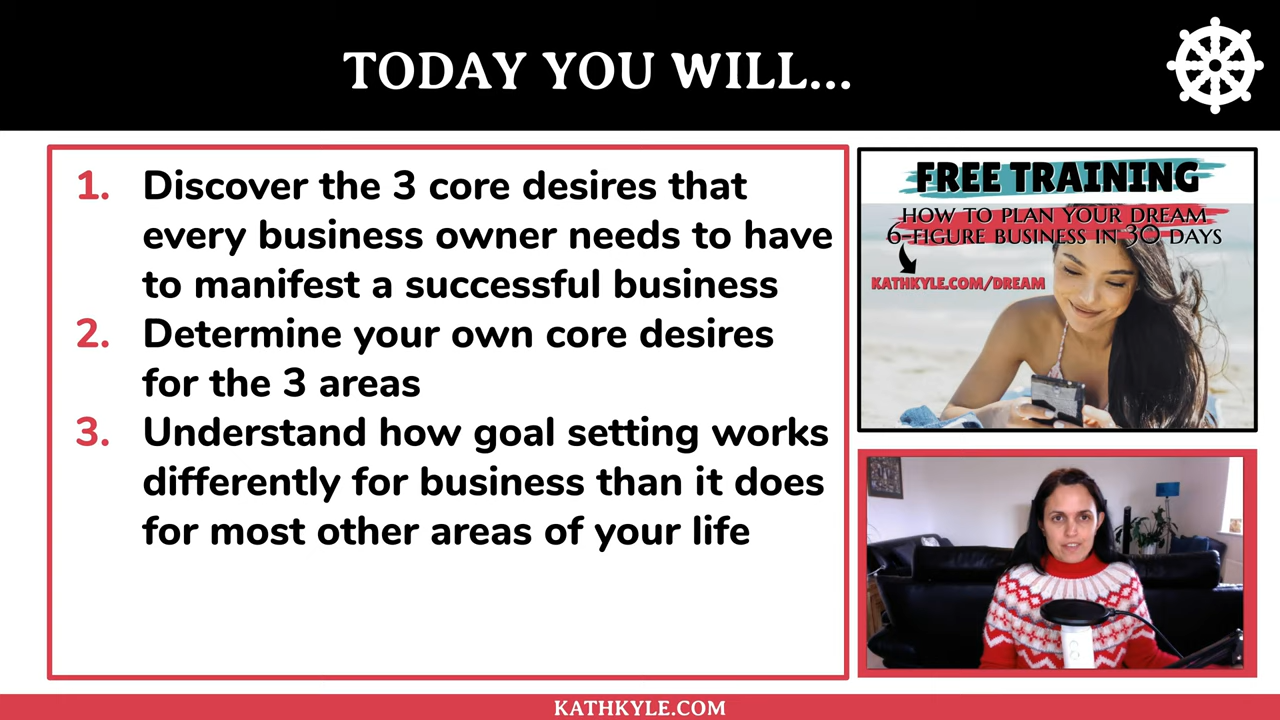 TODAY YOU WILL...
1. Discover the 3 core desires that
every business owner needs to have
to manifest a successful business
2. Determine your own core desires
for the 3 areas
3. Understand how goal setting works
differently for business than it does
for most other areas of your life
FREE TRAINING
HOW TO PLAN YOUR DREAM
6-FIGURE BUSINESS IN 30 DAYS
KATHKYLE.COM/DREAM
KATHKYLE.COM